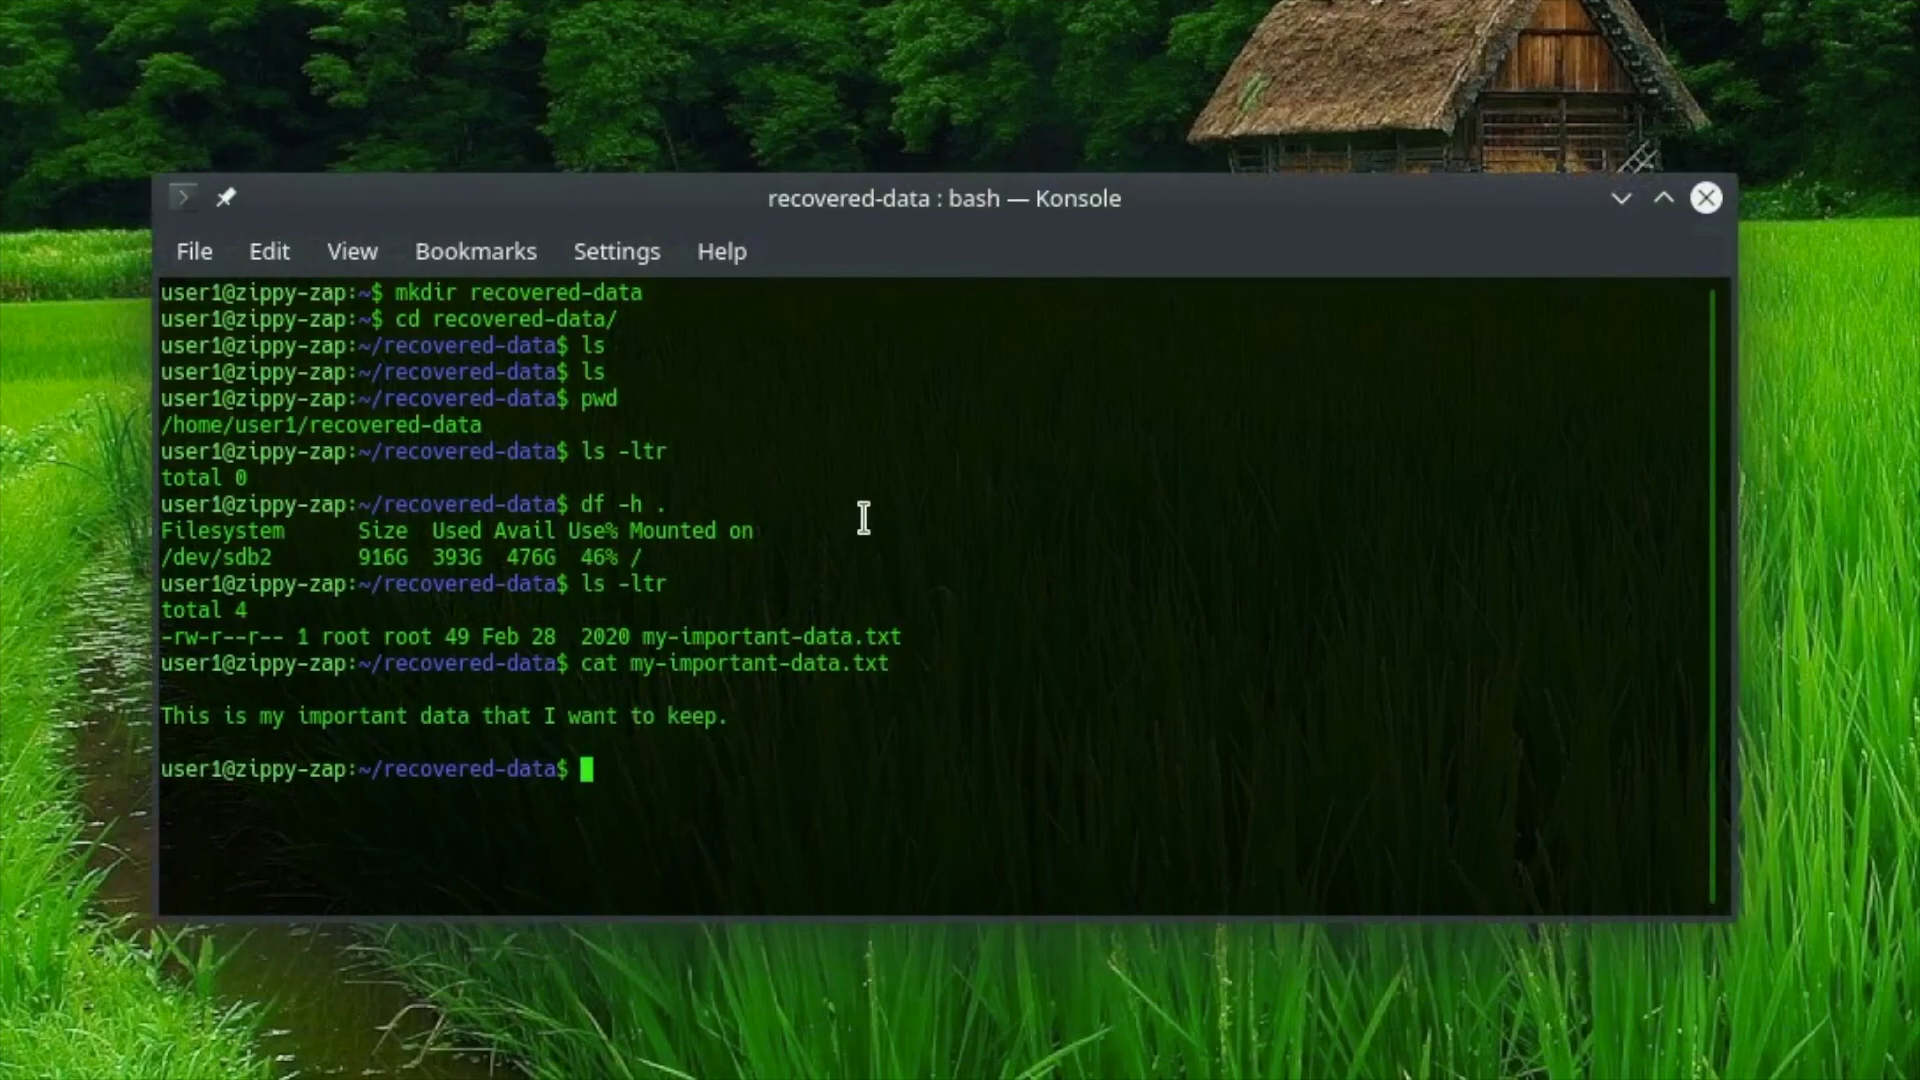 recovered-data : bash — Konsole
File Edit View Bookmarks Settings Help
user1@zippy-zap:~$ mkdir recovered-data
user1@zippy-zap:~$ cd recovered-data/
user1@zippy-zap:~/recovered-data$ ls
user1@zippy-zap:~/recovered-data$ ls
user1@zippy-zap:~/recovered-data$ pwd
/home/user1/recovered-data
user1@zippy-zap:~/recovered-data$ ls -ltr
total 0
user1@zippy-zap:~/recovered-data$ df -h .
Filesystem      Size  Used Avail Use% Mounted on
/dev/sdb2       916G  393G  476G  46% /
user1@zippy-zap:~/recovered-data$ ls -ltr
total 4
-rw-r--r-- 1 root root 49 Feb 28  2020 my-important-data.txt
user1@zippy-zap:~/recovered-data$ cat my-important-data.txt
This is my important data that I want to keep.
user1@zippy-zap:~/recovered-data$